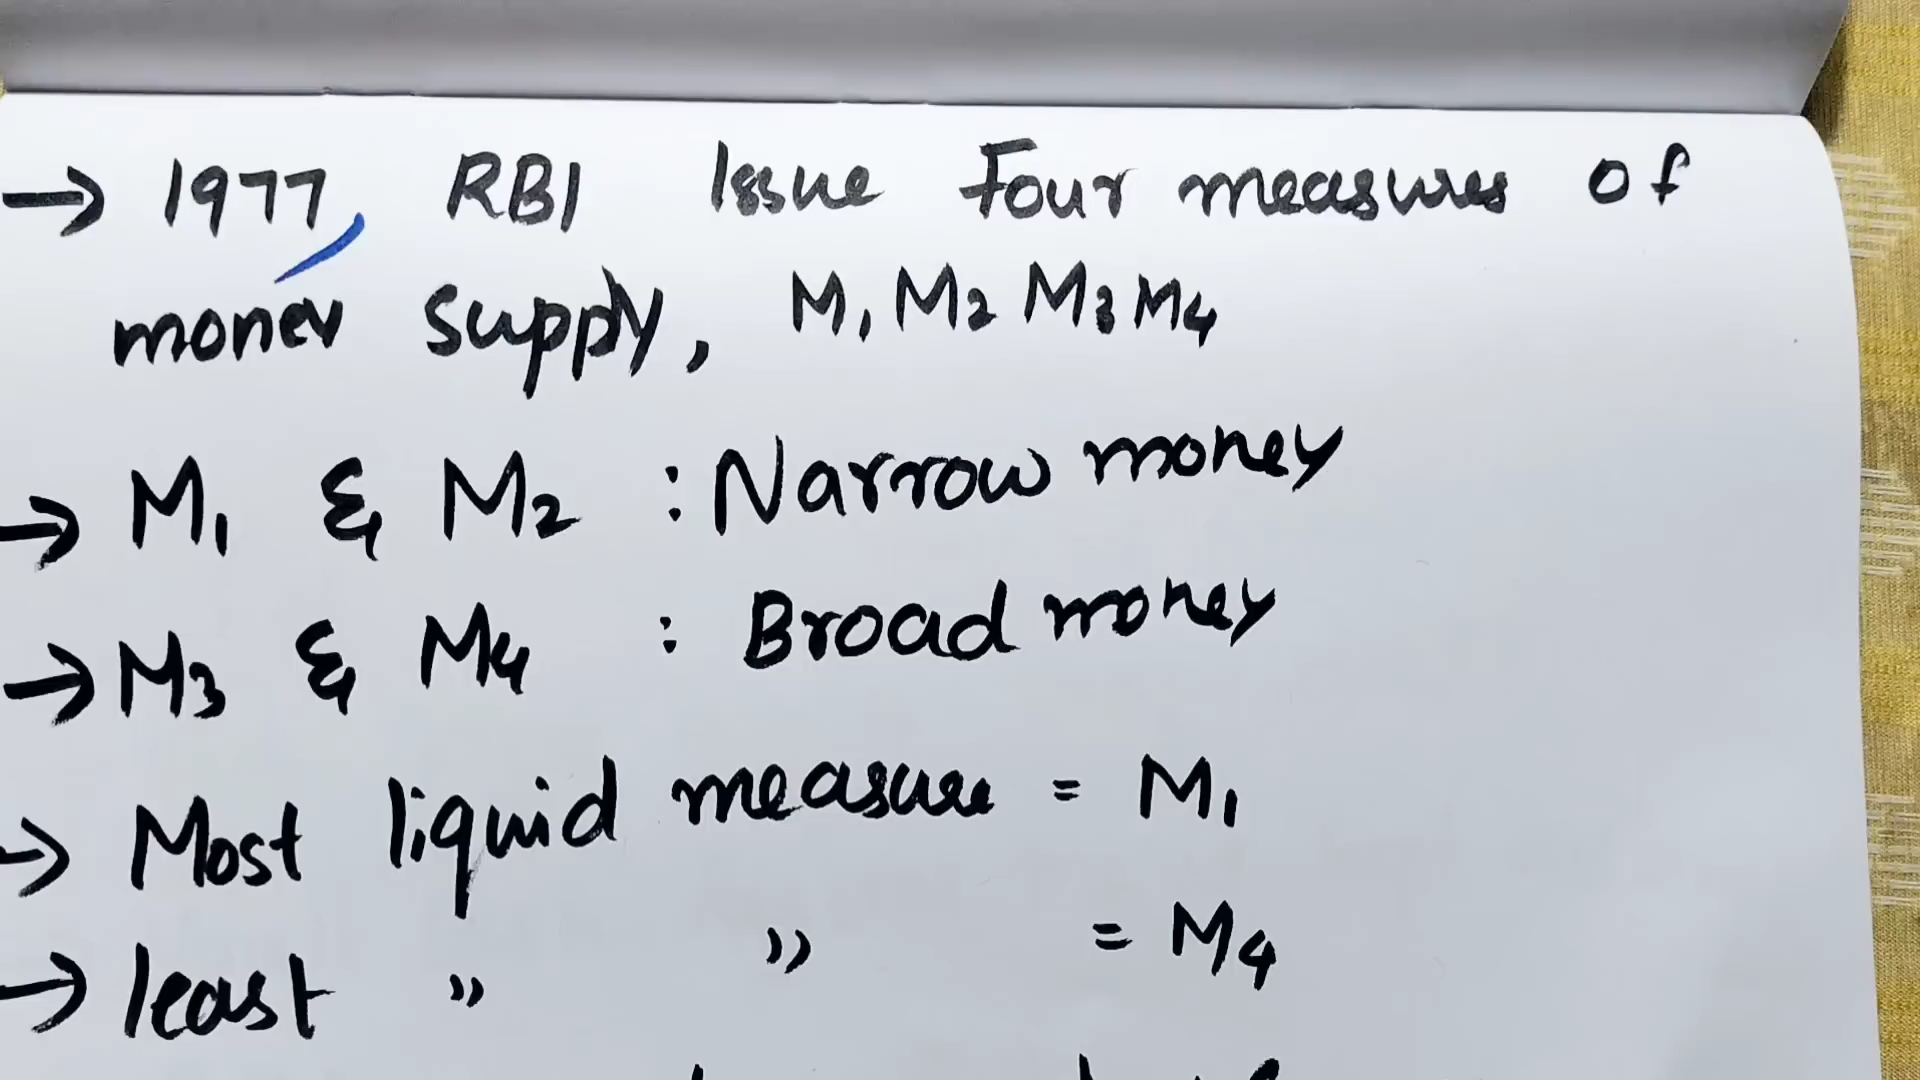 → 1977, RBI Issue Four measures of
money supply, M1 M2 M3 M4
→ M1 & M2 : Narrow money
→ M3 & M4 : Broad money
→ Most liquid measure = M1
→ least " " = M4